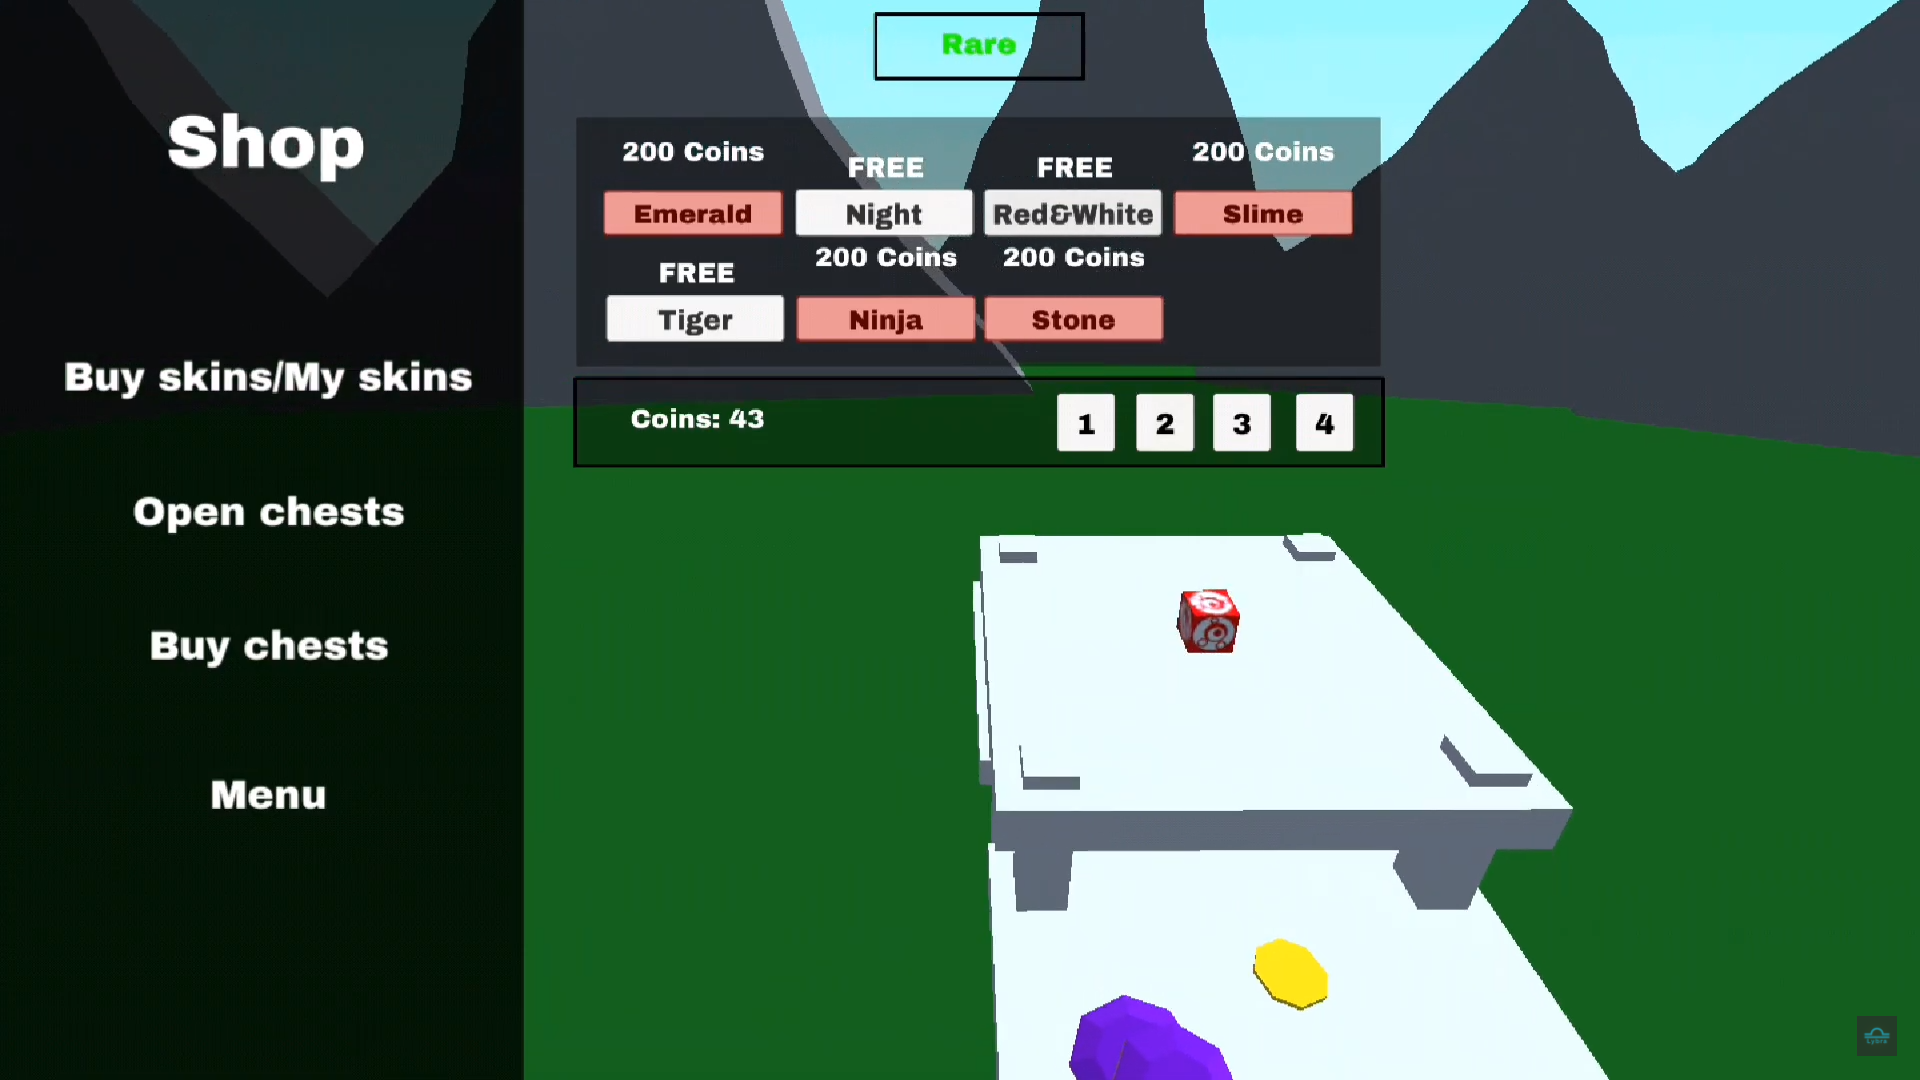 Rare
Shop
200 Coins
FREE
FREE
200 Coins
Emerald
Night
Red&White
Slime
FREE
200 Coins
200 Coins
Tiger
Ninja
Stone
Buy skins/My skins
Coins: 43
1
2
3
4
Open chests
Buy chests
Menu